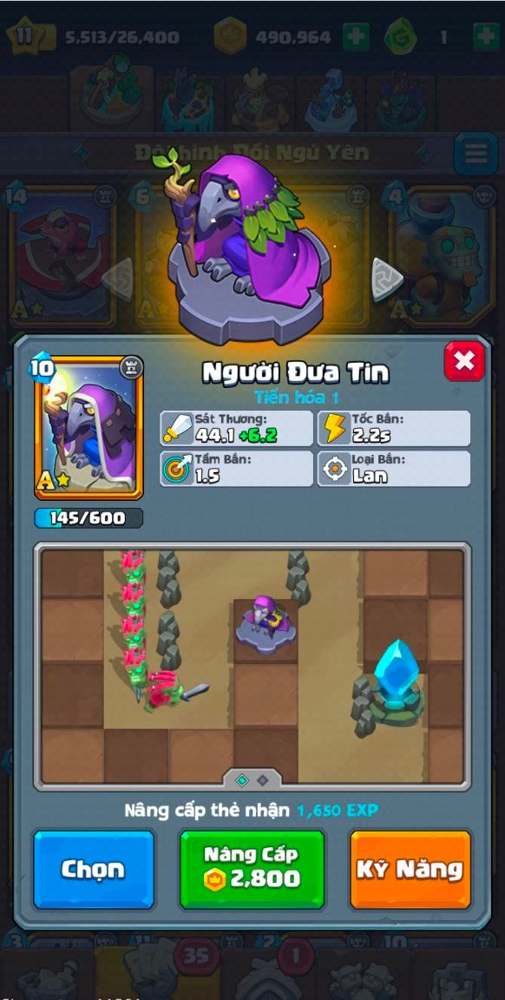 11 5,513/26,400 490,964 1
Đội hình Đồi Ngủ Yên
14 6 4
A A A
10
Người Đưa Tin
Tiến hóa 1
Sát Thương: 44.1 +6.2
Tốc Bắn: 2.2s
Tầm Bắn: 1.5
Loại Bắn: Lan
A
145/600
Nâng cấp thẻ nhận 1,650 EXP
Chọn
Nâng Cấp
2,800
Kỹ Năng
3 2 10
35 1